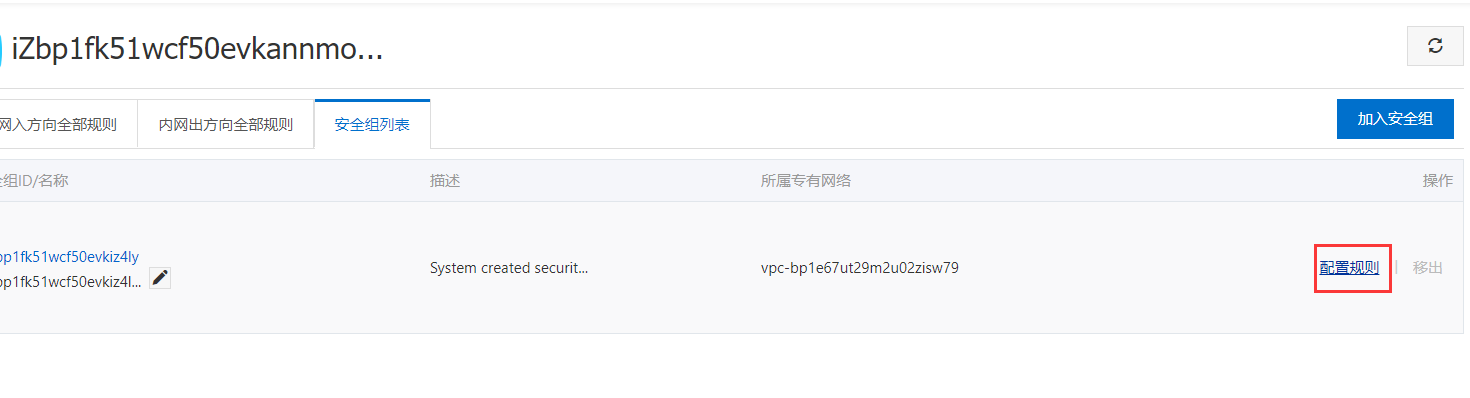 iZbp1fk51wcf50evkannmo...
网入方向全部规则 内网出方向全部规则 安全组列表 加入安全组
全组ID/名称 描述 所属专有网络 操作
bp1fk51wcf50evkiz4ly
bp1fk51wcf50evkiz4l... System created securit... vpc-bp1e67ut29m2u02zisw79 配置规则 | 移出